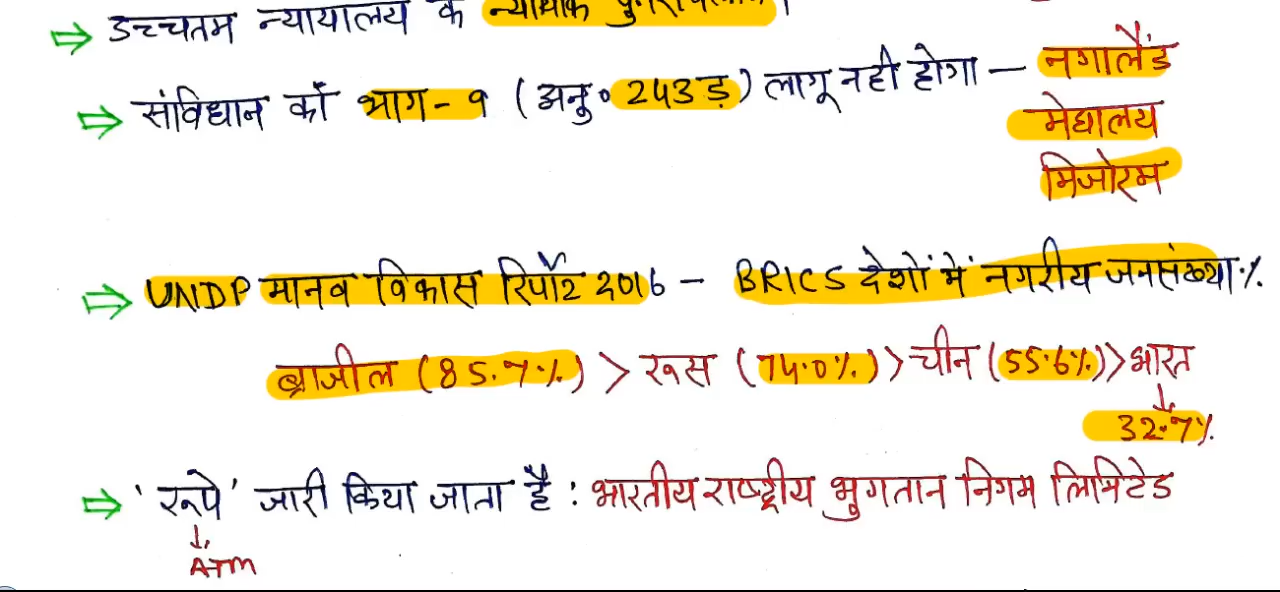 ⇒ उच्चतम न्यायालय के न्यायिक
⇒ संविधान कॉ भाग - ९ (अनु० 243ड़) लागू नही होगा — नगालैंड
मेघालय
मिजोरम
⇒ UNDP मानव विकास रिपोंट 2016 - BRICS देशों में नगरीय जनसंख्या %.
ब्राजील (85.7%) > रूस (74.0%) > चीन (55.6%) > भारत
↓
32.7%
⇒ 'रूपे' जारी किया जाता है : भारतीय राष्ट्रीय भुगतान निगम लिमिटेड
↓
ATM